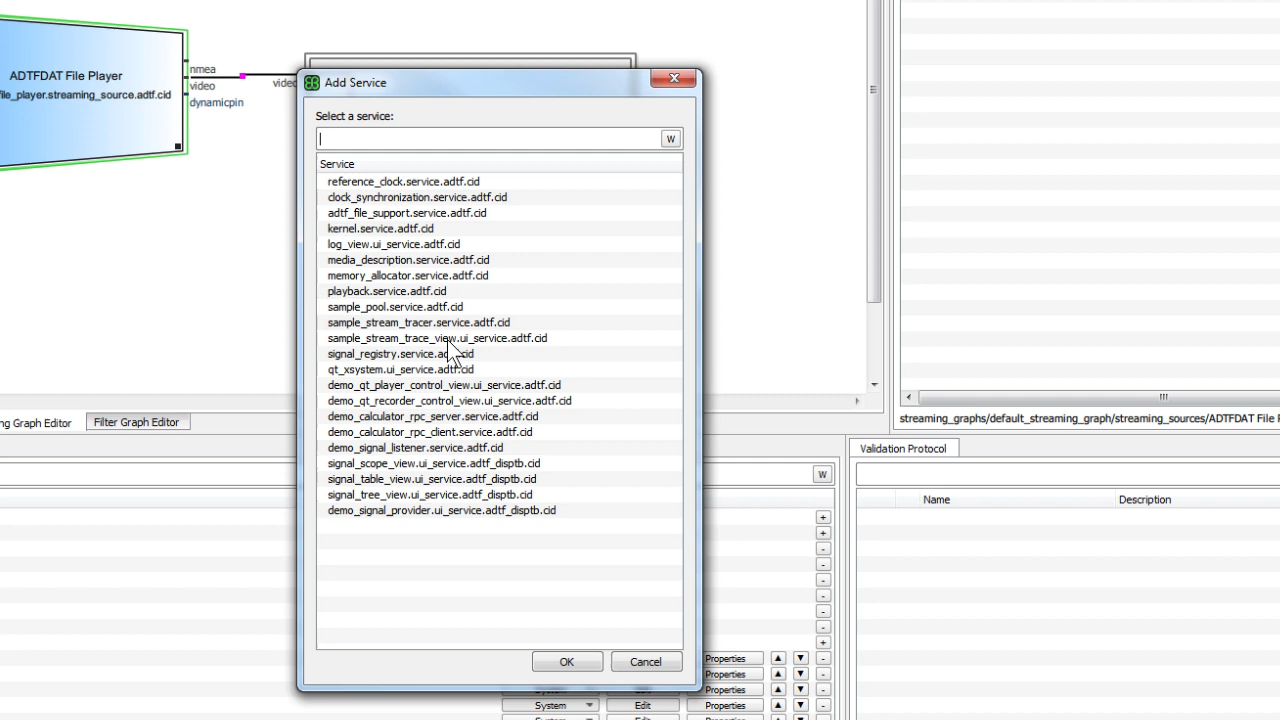 ADTFDAT File Player
file_player.streaming_source.adtf.cid
nmea
video
dynamicpin
Add Service
Select a service:
W
Service
reference_clock.service.adtf.cid
clock_synchronization.service.adtf.cid
adtf_file_support.service.adtf.cid
kernel.service.adtf.cid
log_view.ui_service.adtf.cid
media_description.service.adtf.cid
memory_allocator.service.adtf.cid
playback.service.adtf.cid
sample_pool.service.adtf.cid
sample_stream_tracer.service.adtf.cid
sample_stream_trace_view.ui_service.adtf.cid
signal_registry.service.adtf.cid
qt_xsystem.ui_service.adtf.cid
demo_qt_player_control_view.ui_service.adtf.cid
demo_qt_recorder_control_view.ui_service.adtf.cid
demo_calculator_rpc_server.service.adtf.cid
demo_calculator_rpc_client.service.adtf.cid
demo_signal_listener.service.adtf.cid
signal_scope_view.ui_service.adtf_disptb.cid
signal_table_view.ui_service.adtf_disptb.cid
signal_tree_view.ui_service.adtf_disptb.cid
demo_signal_provider.ui_service.adtf_disptb.cid
OK
Cancel
Graph Editor
Filter Graph Editor
streaming_graphs/default_streaming_graph/streaming_sources/ADTFDAT File
Validation Protocol
W
Name
Description
Properties
Properties
Properties
System
Edit
Properties